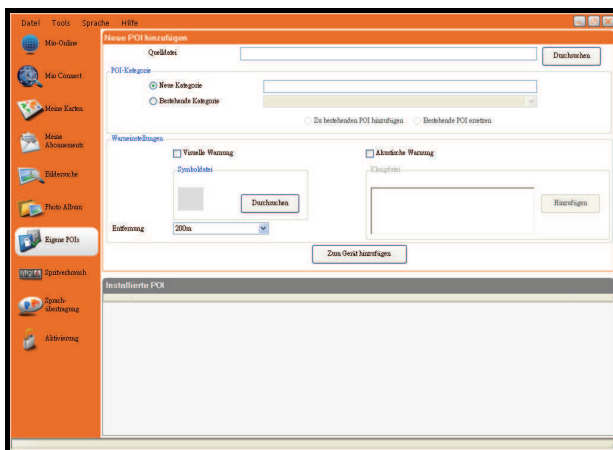 Datei Tools Sprache Hilfe
Mio-Online
Mio Connect
Meine Karten
Meine
Abonnements
Bildersuche
Photo Album
Eigene POIs
Spritverbrauch
Sprach-
übertragung
Aktivierung
Neue POI hinzufügen
Quelldatei
Durchsuchen
POI-Kategorie
Neue Kategorie
Bestehende Kategorie
Zu bestehenden POI hinzufügen Bestehende POI ersetzen
Warneinstellungen
Visuelle Warnung
Akustische Warnung
Symboldatei
Durchsuchen
Klangdatei
Hinzufügen
Entfernung 200m
Zum Gerät hinzufügen
Installierte POI